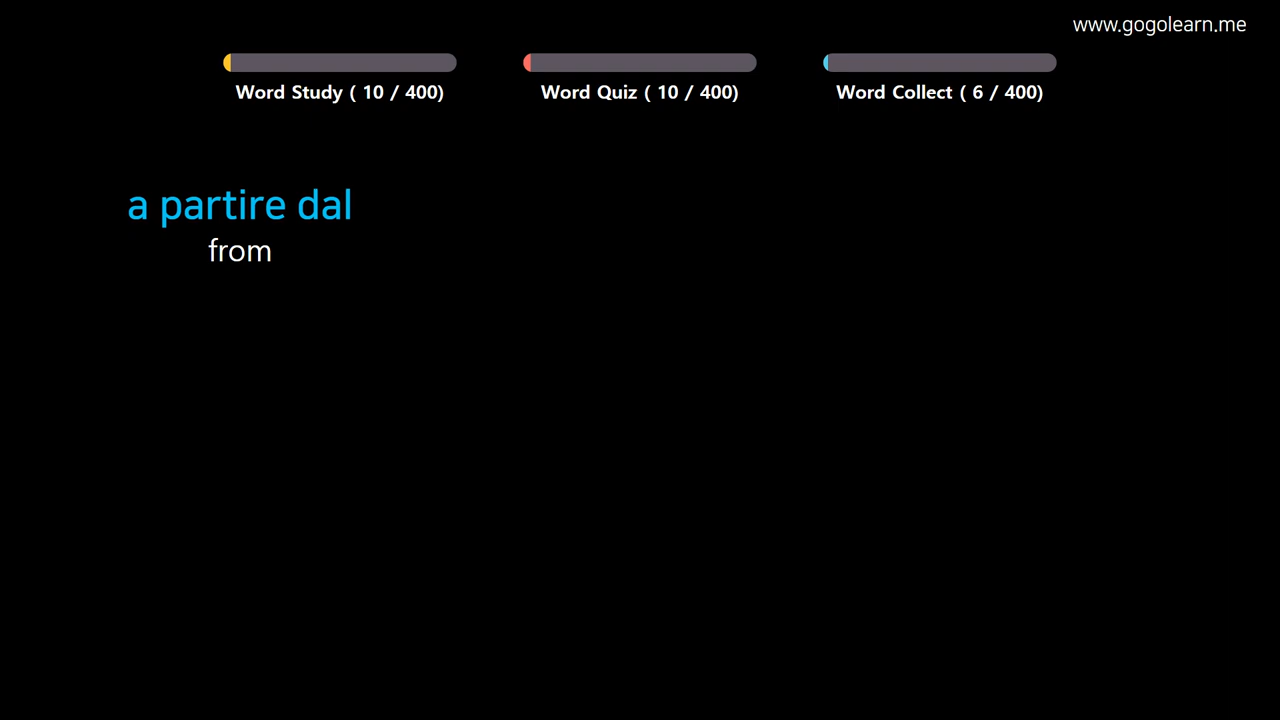 www.gogolearn.me
Word Study ( 10 / 400)
Word Quiz ( 10 / 400)
Word Collect ( 6 / 400)
a partire dal
from